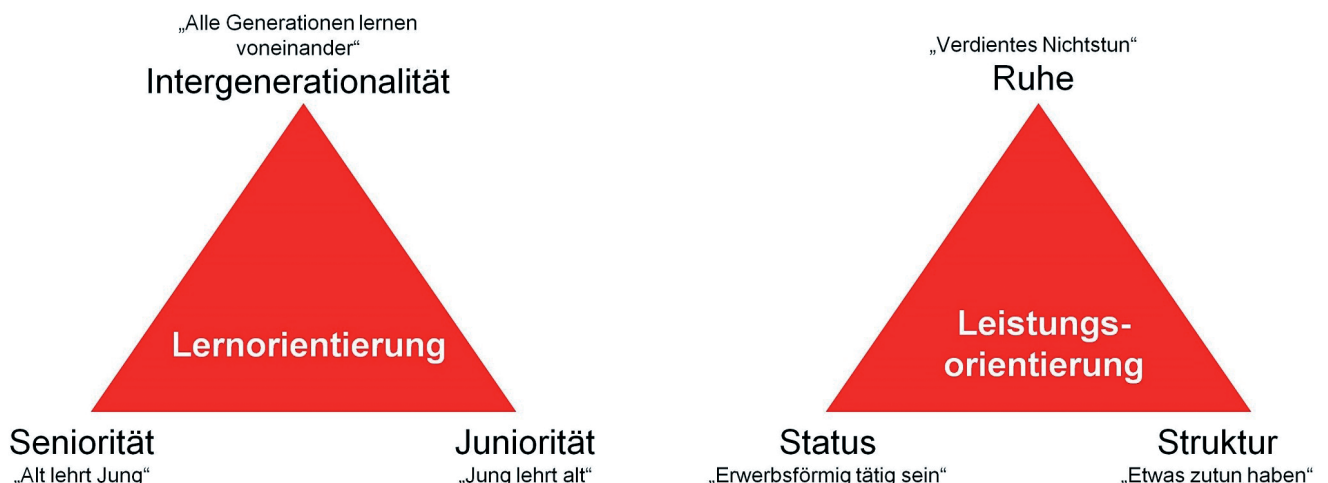 „Alle Generationen lernen
voneinander“
Intergenerationalität
Lernorientierung
Seniorität
„Alt lehrt Jung“
Juniorität
„Jung lehrt alt“
„Verdientes Nichtstun“
Ruhe
Leistungs-
orientierung
Status
„Erwerbsförmig tätig sein“
Struktur
„Etwas zutun haben“